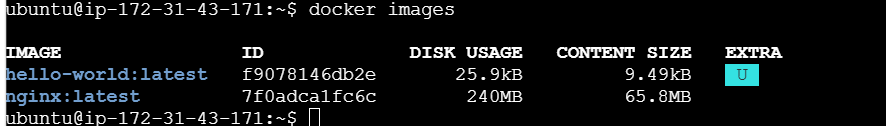 ubuntu@ip-172-31-43-171:~$ docker images
IMAGE ID DISK USAGE CONTENT SIZE EXTRA
hello-world:latest f9078146db2e 25.9kB 9.49kB U
nginx:latest 7f0adca1fc6c 240MB 65.8MB
ubuntu@ip-172-31-43-171:~$